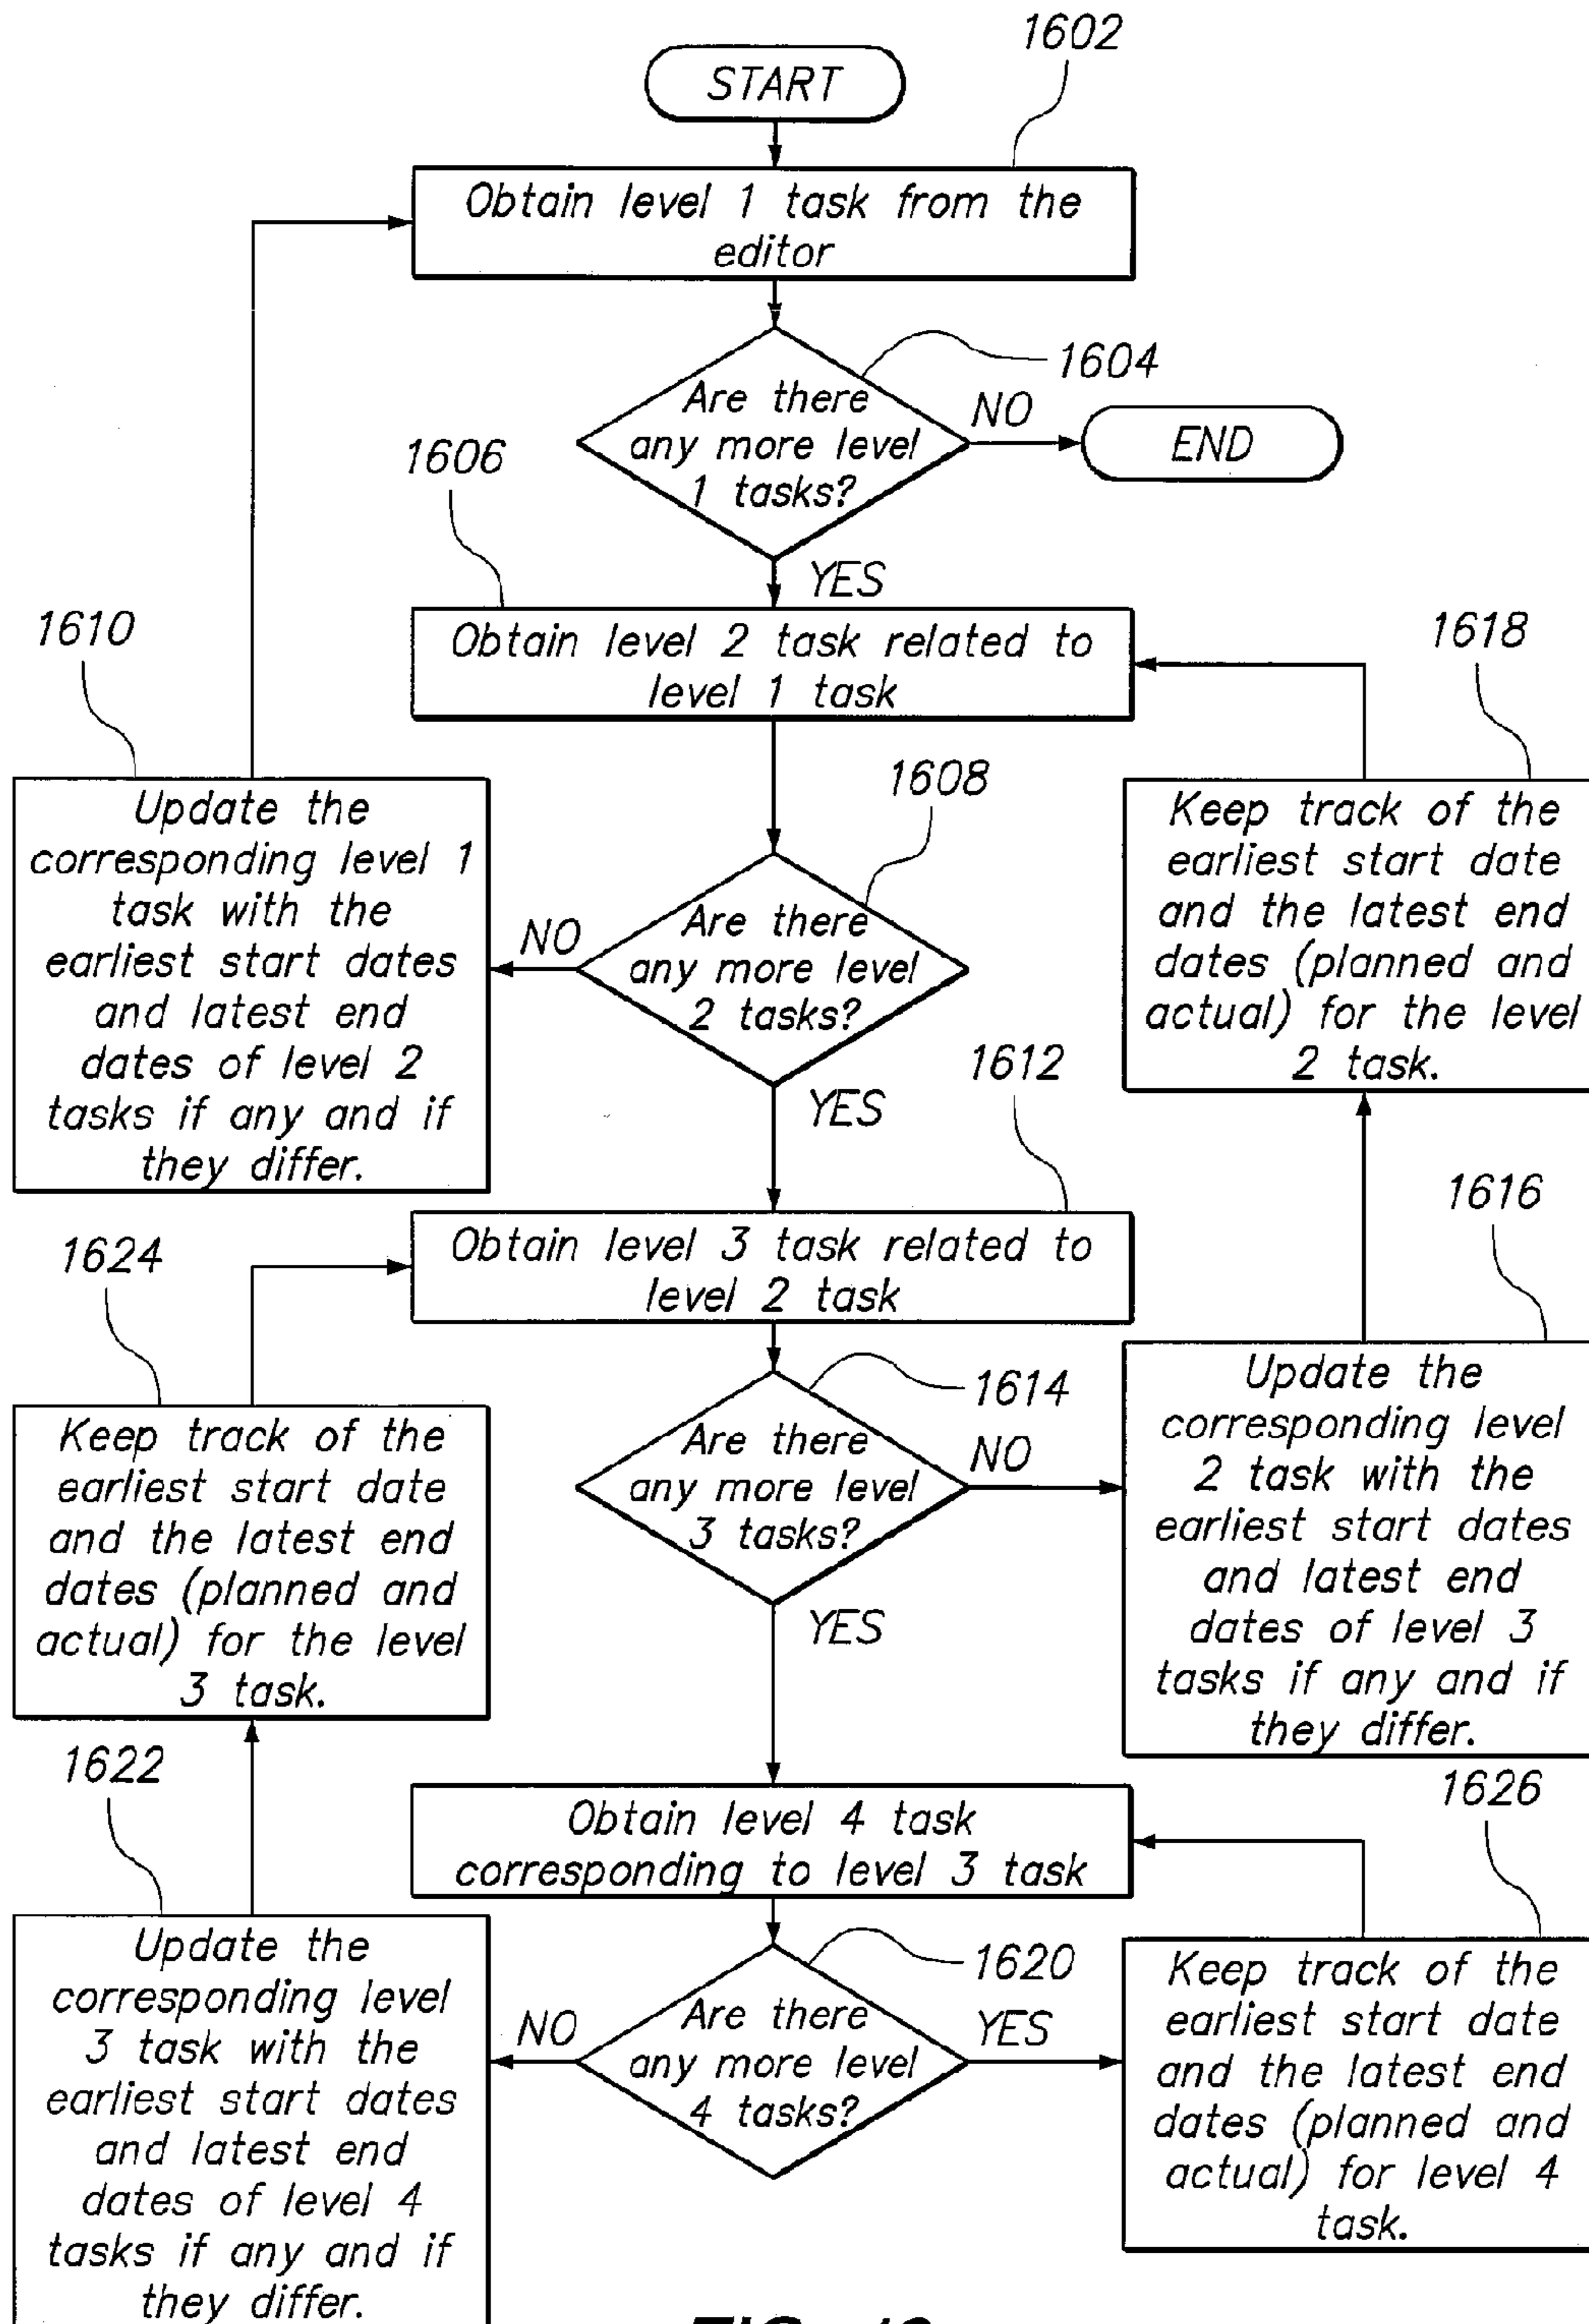 1602
START
Obtain level 1 task from the
editor
1604
Are there
any more level
1 tasks?
NO
END
1606
YES
Obtain level 2 task related to
level 1 task
1610
1618
Update the
corresponding level 1
task with the
earliest start dates
and latest end
dates of level 2
tasks if any and if
they differ.
1608
Are there
any more level
2 tasks?
NO
YES
Keep track of the
earliest start date
and the latest end
dates (planned and
actual) for the level
2 task.
1612
Obtain level 3 task related to
level 2 task
1616
1624
1614
Are there
any more level
3 tasks?
NO
YES
Update the
corresponding level
2 task with the
earliest start dates
and latest end
dates of level 3
tasks if any and if
they differ.
Keep track of the
earliest start date
and the latest end
dates (planned and
actual) for the level
3 task.
1622
Obtain level 4 task
corresponding to level 3 task
1626
Update the
corresponding level
3 task with the
earliest start dates
and latest end
dates of level 4
tasks if any and if
they differ.
1620
NO
Are there
any more level
4 tasks?
YES
Keep track of the
earliest start date
and the latest end
dates (planned and
actual) for level 4
task.